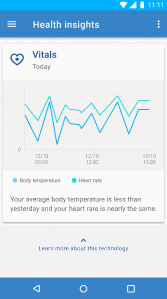 11:11
Health insights
Vitals
Today
0
12/10 12/10 12/10
09:00 12:00 13:00
Body temperature Heart rate
Your average body temperature is less than
yesterday and your heart rare is nearly the same.
Learn more about this technology